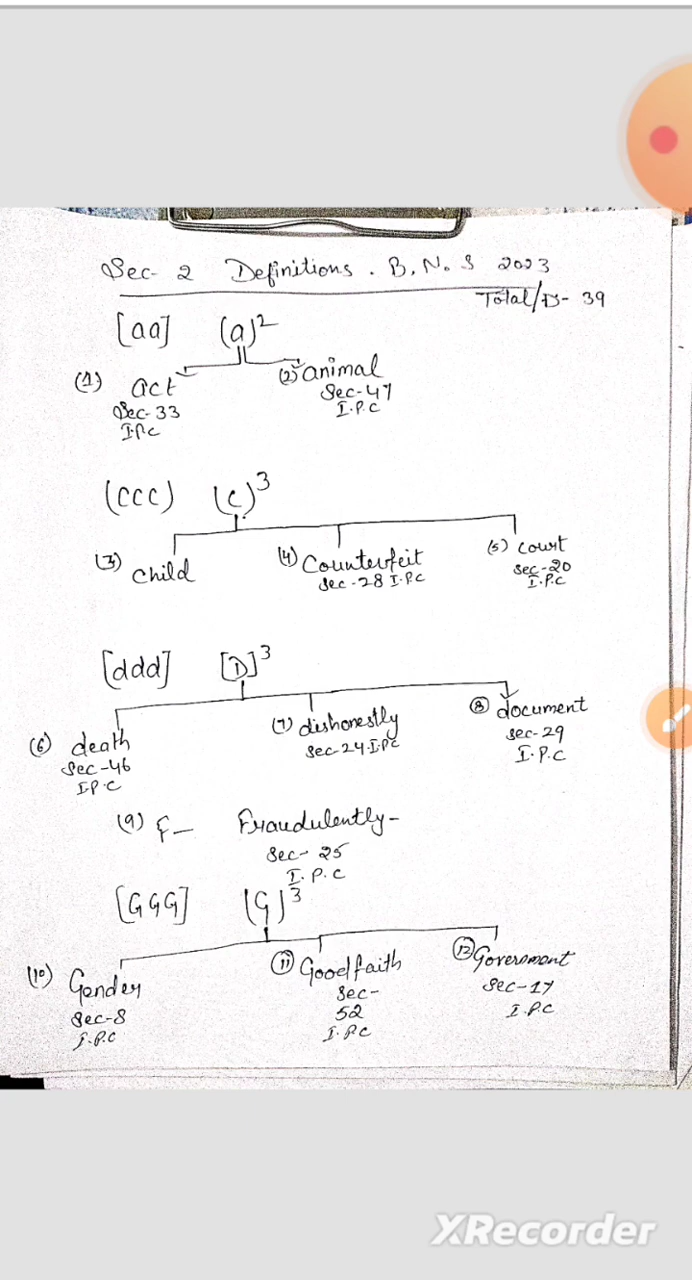 Sec- 2 Definitions. B.N.S 2023
Total/D- 39
[aa] (a)2
(1) act
(2) animal
Sec-33
I.P.C
Sec-47
I.P.C
(CCC) (C)3
(3) Child
(4) Counterfeit
Sec-28 I.P.C
(5) Court
Sec-20
I.P.C
[ddd] [D]3
(6) death
Sec-46
I.P.C
(7) dishonestly
Sec-24.I.P.C
(8) document
Sec-29
I.P.C
(9) F- Fraudulently-
Sec- 25
I.P.C
[GGG] (G)3
(10) Gender
Sec-8
I.P.C
(11) Good faith
Sec-
52
I.P.C
(12) Goverment
Sec-17
I.P.C
XRecorder